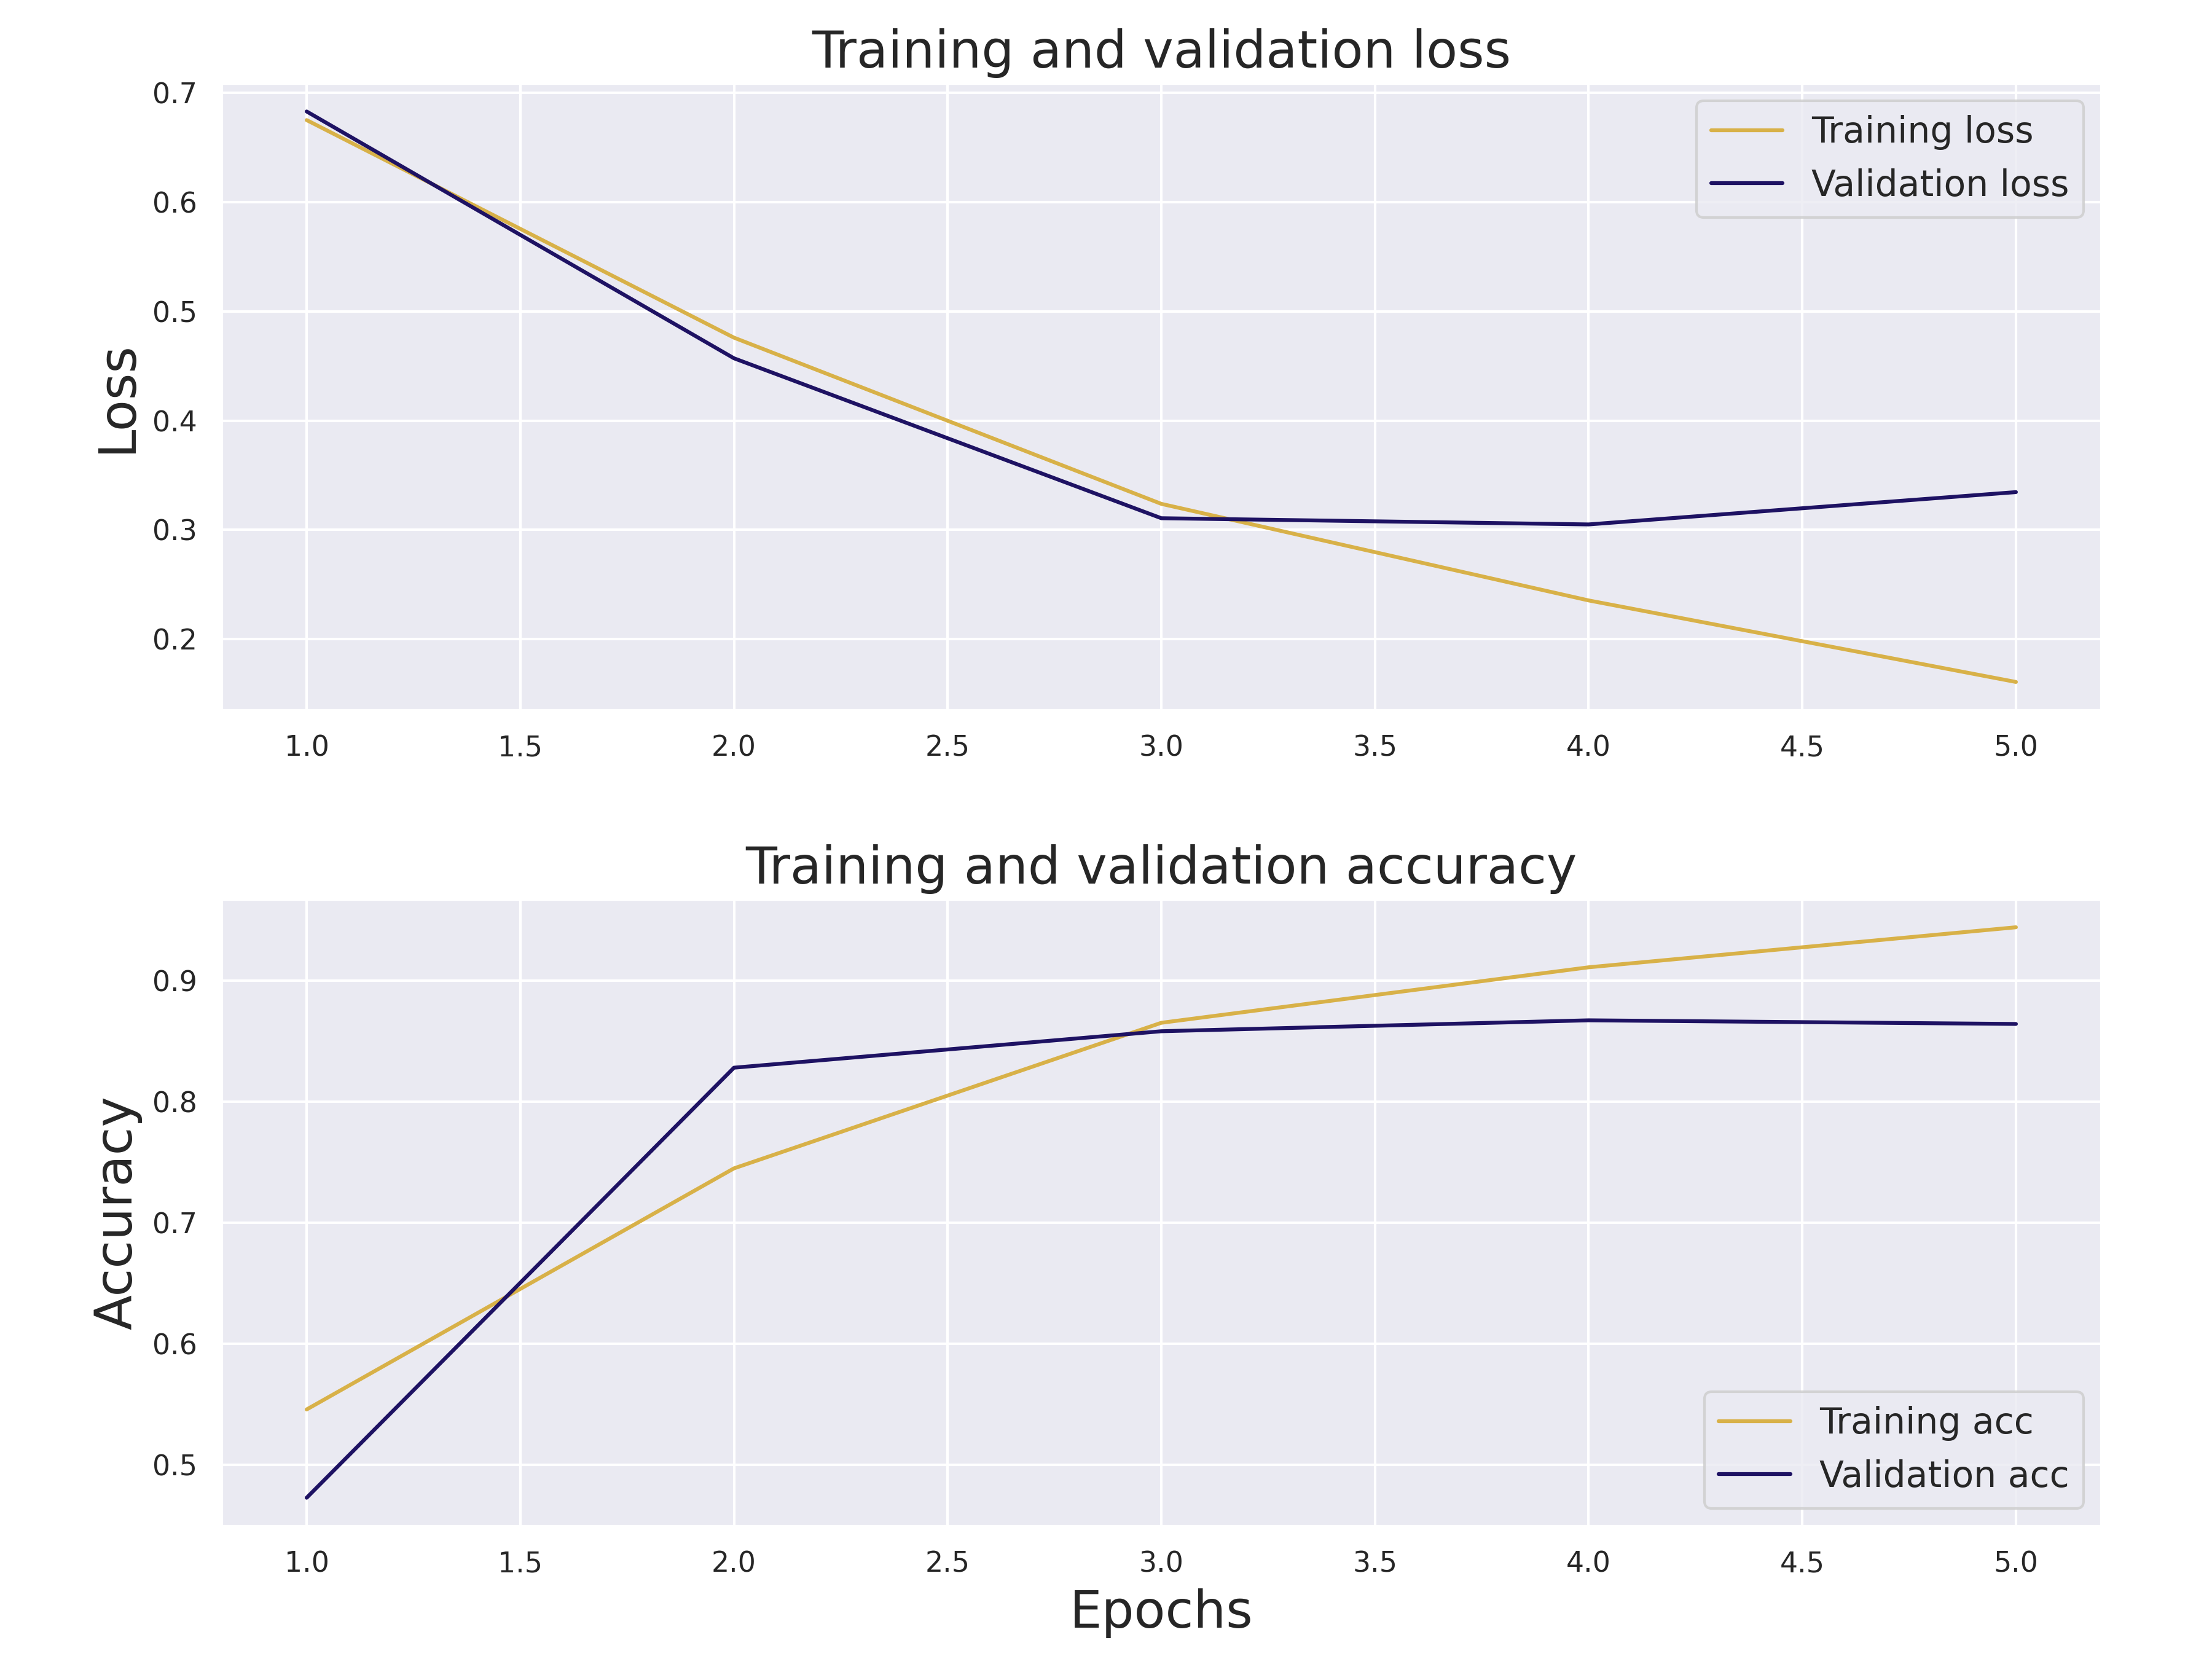 Training and validation loss
0.7
0.6
0.5
0.4
0.3
0.2
Loss
Training loss
Validation loss
1.0 1.5 2.0 2.5 3.0 3.5 4.0 4.5 5.0
Training and validation accuracy
0.9
0.8
0.7
0.6
0.5
Accuracy
Training acc
Validation acc
1.0 1.5 2.0 2.5 3.0 3.5 4.0 4.5 5.0
Epochs